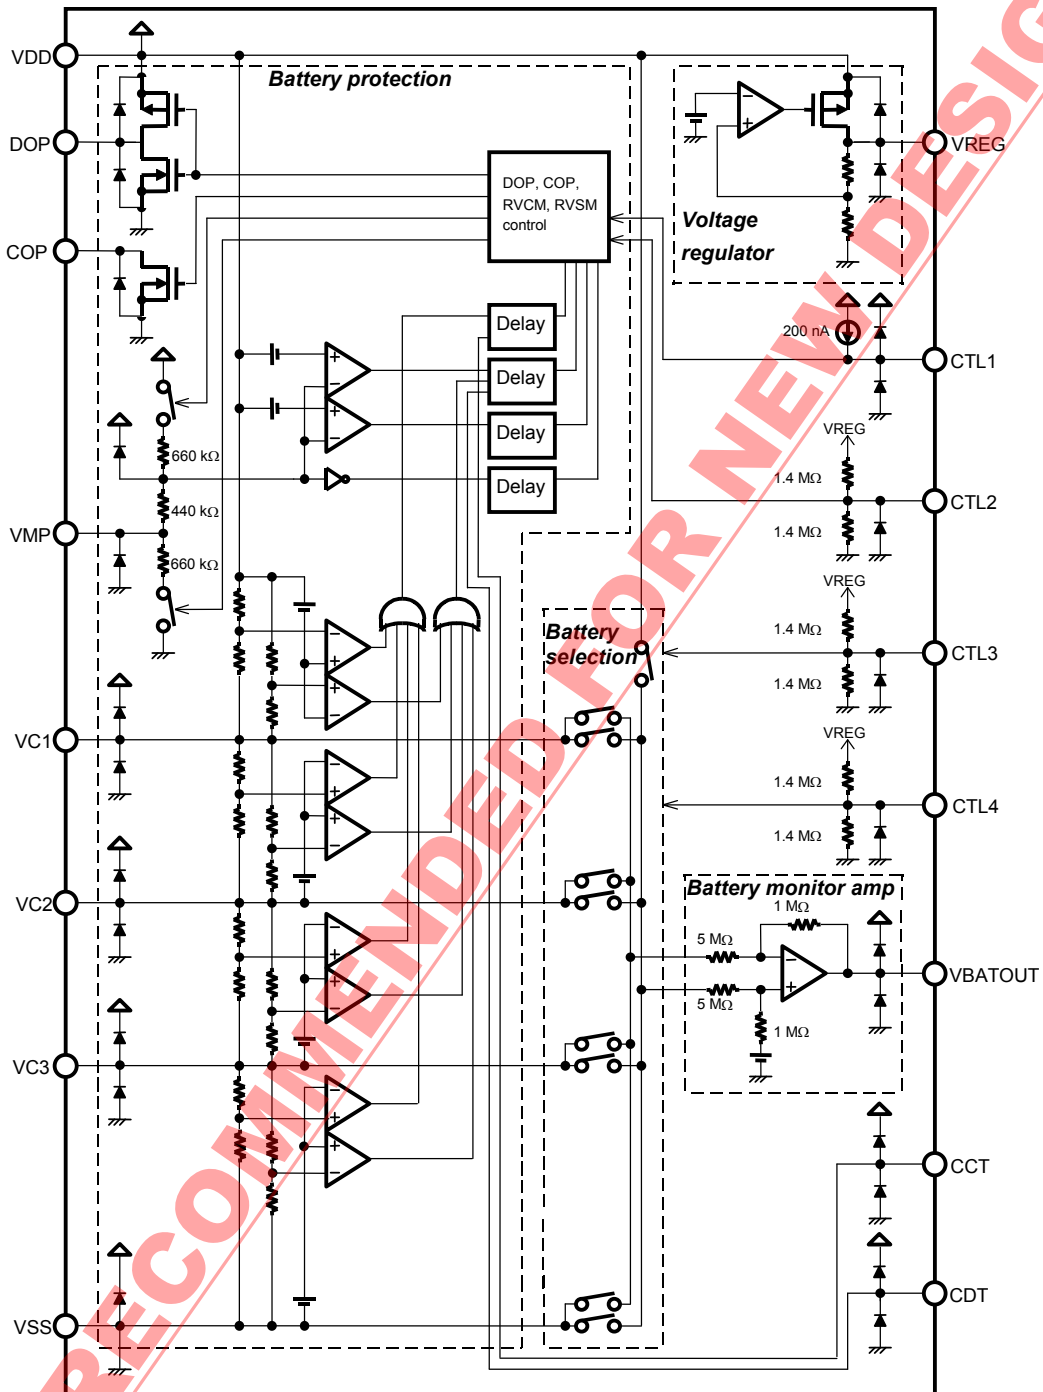 VDD
Battery protection
DOP
DOP, COP,
RVCM, RVSM
control
VREG
Voltage
regulator
COP
Delay
200 nA
CTL1
Delay
Delay
VREG
660 kΩ
1.4 MΩ
Delay
CTL2
440 kΩ
VMP
1.4 MΩ
660 kΩ
VREG
Battery
selection
1.4 MΩ
CTL3
1.4 MΩ
VC1
VREG
1.4 MΩ
CTL4
1.4 MΩ
VC2
Battery monitor amp
1 MΩ
5 MΩ
VBATOUT
5 MΩ
1 MΩ
VC3
CCT
CDT
VSS
RECOMMENDED FOR NEW DESIG